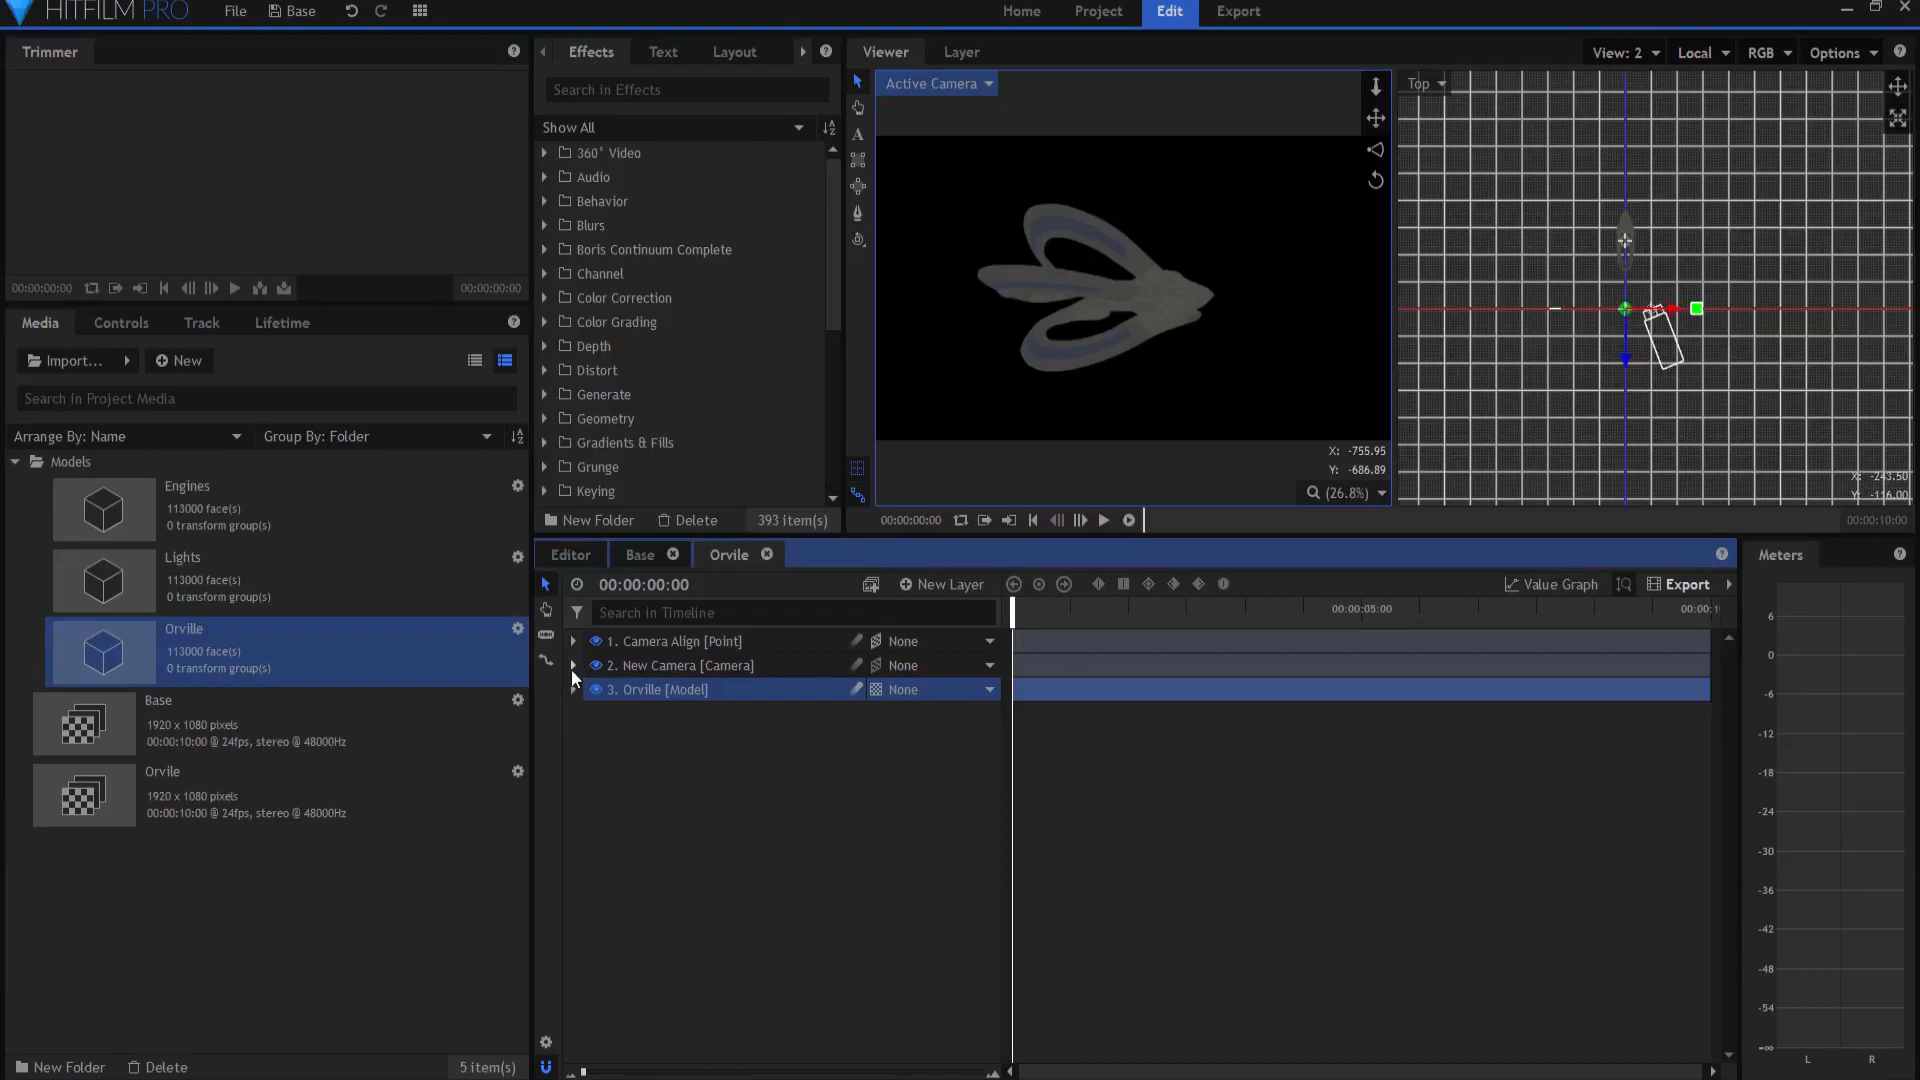 HITFILM PRO
File
Base
Home
Project
Edit
Export
Trimmer
Effects
Text
Layout
Viewer
Layer
View: 2
Local
RGB
Options
Search in Effects
Active Camera
Top
Show All
360° Video
Audio
Behavior
Blurs
Boris Continuum Complete
Channel
Color Correction
Color Grading
Depth
Distort
Generate
Geometry
Gradients & Fills
Grunge
Keying
New Folder
Delete
393 item(s)
00:00:00:00
00:00:00:00
Media
Controls
Track
Lifetime
Import...
New
Search in Project Media
Arrange By: Name
Group By: Folder
Models
Engines
113000 face(s)
0 transform group(s)
Lights
113000 face(s)
0 transform group(s)
Orville
113000 face(s)
0 transform group(s)
Base
1920 x 1080 pixels
00:00:10:00 @ 24fps, stereo @ 48000Hz
Orvile
1920 x 1080 pixels
00:00:10:00 @ 24fps, stereo @ 48000Hz
New Folder
Delete
5 item(s)
X: -755.95
Y: -686.89
(26.8%)
X: -243.50
Y: -116.00
00:00:00:00
00:00:10:00
Editor
Base
Orvile
00:00:00:00
New Layer
Value Graph
Export
Search in Timeline
00:00:05:00
00:00:1
1. Camera Align [Point]
None
2. New Camera [Camera]
None
3. Orville [Model]
None
Meters
6
0
-6
-12
-18
-24
-30
-36
-42
-48
-54
-∞
L
R